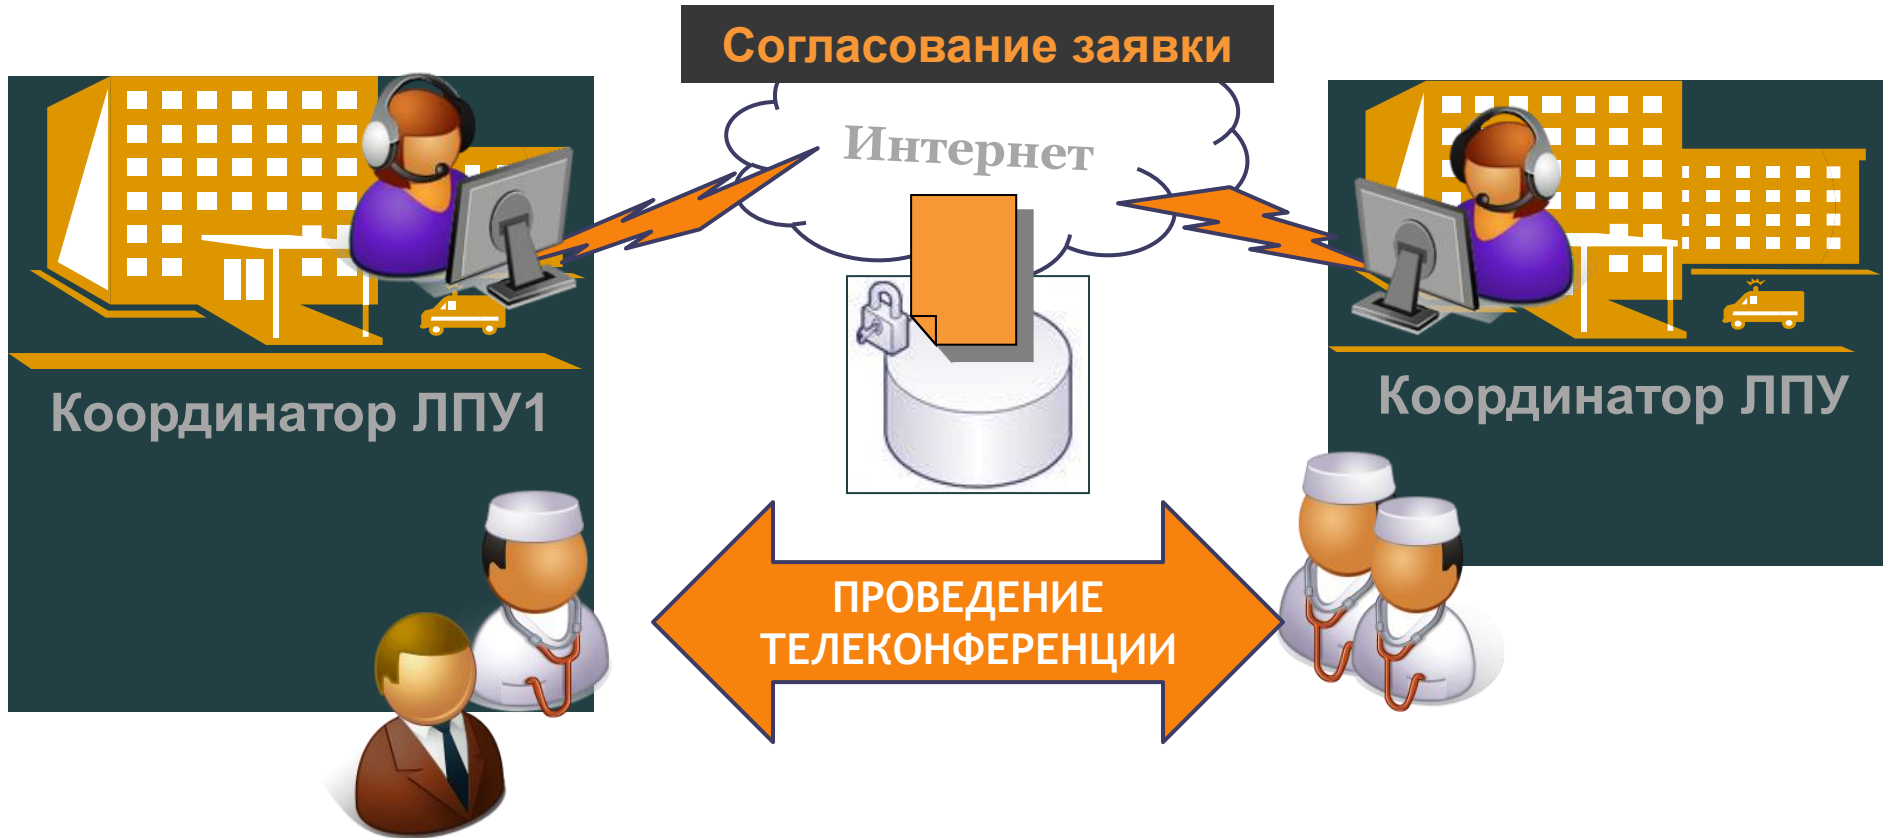 Согласование заявки
Интернет
Координатор ЛПУ1
Координатор ЛПУ
ПРОВЕДЕНИЕ
ТЕЛЕКОНФЕРЕНЦИИ